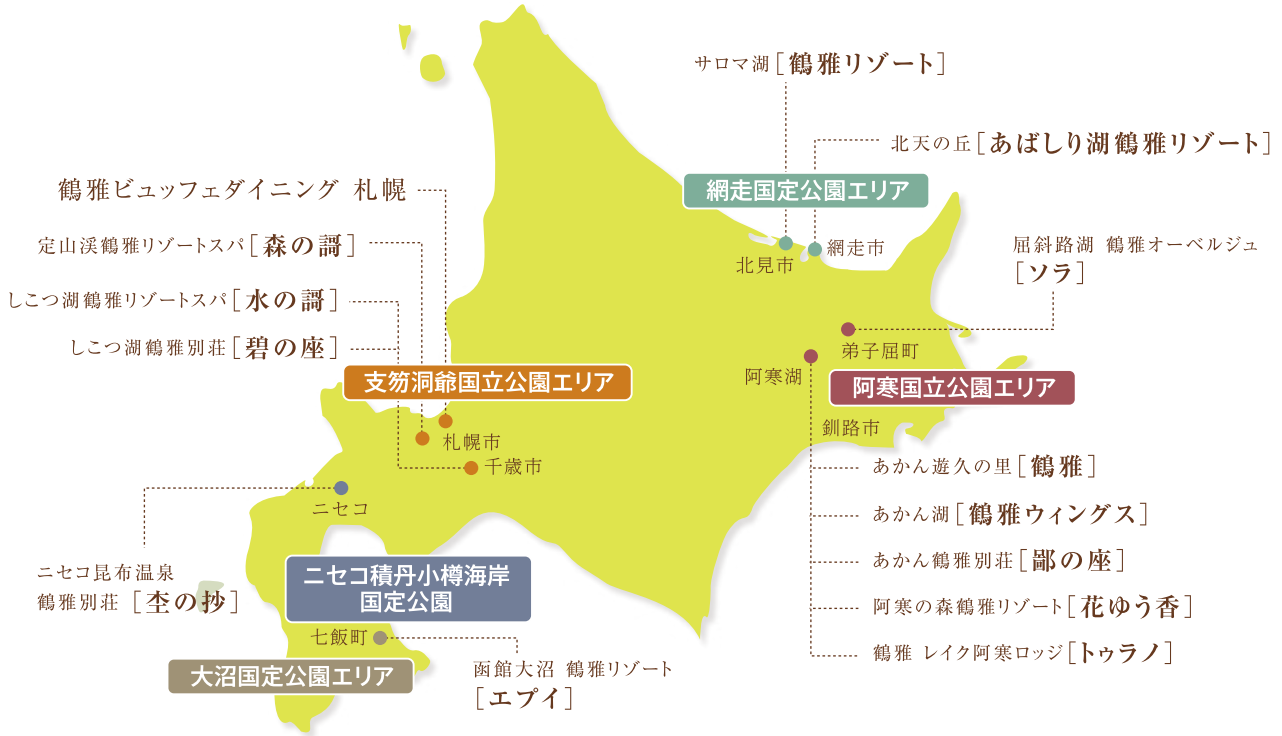 サロマ湖［鶴雅リゾート］
北天の丘［あばしり湖鶴雅リゾート］
網走国定公園エリア
北見市
網走市
鶴雅ビュッフェダイニング 札幌
定山渓鶴雅リゾートスパ［森の謌］
しこつ湖鶴雅リゾートスパ［水の謌］
しこつ湖鶴雅別荘［碧の座］
支笏洞爺国立公園エリア
札幌市
千歳市
屈斜路湖 鶴雅オーベルジュ
［ソラ］
弟子屈町
阿寒湖
阿寒国立公園エリア
釧路市
あかん遊久の里［鶴雅］
あかん湖［鶴雅ウィングス］
あかん鶴雅別荘［鄙の座］
阿寒の森鶴雅リゾート［花ゆう香］
鶴雅 レイク阿寒ロッジ［トゥラノ］
ニセコ
ニセコ昆布温泉
鶴雅別荘［杢の抄］
ニセコ積丹小樽海岸
国定公園
七飯町
大沼国定公園エリア
函館大沼 鶴雅リゾート
［エプイ］